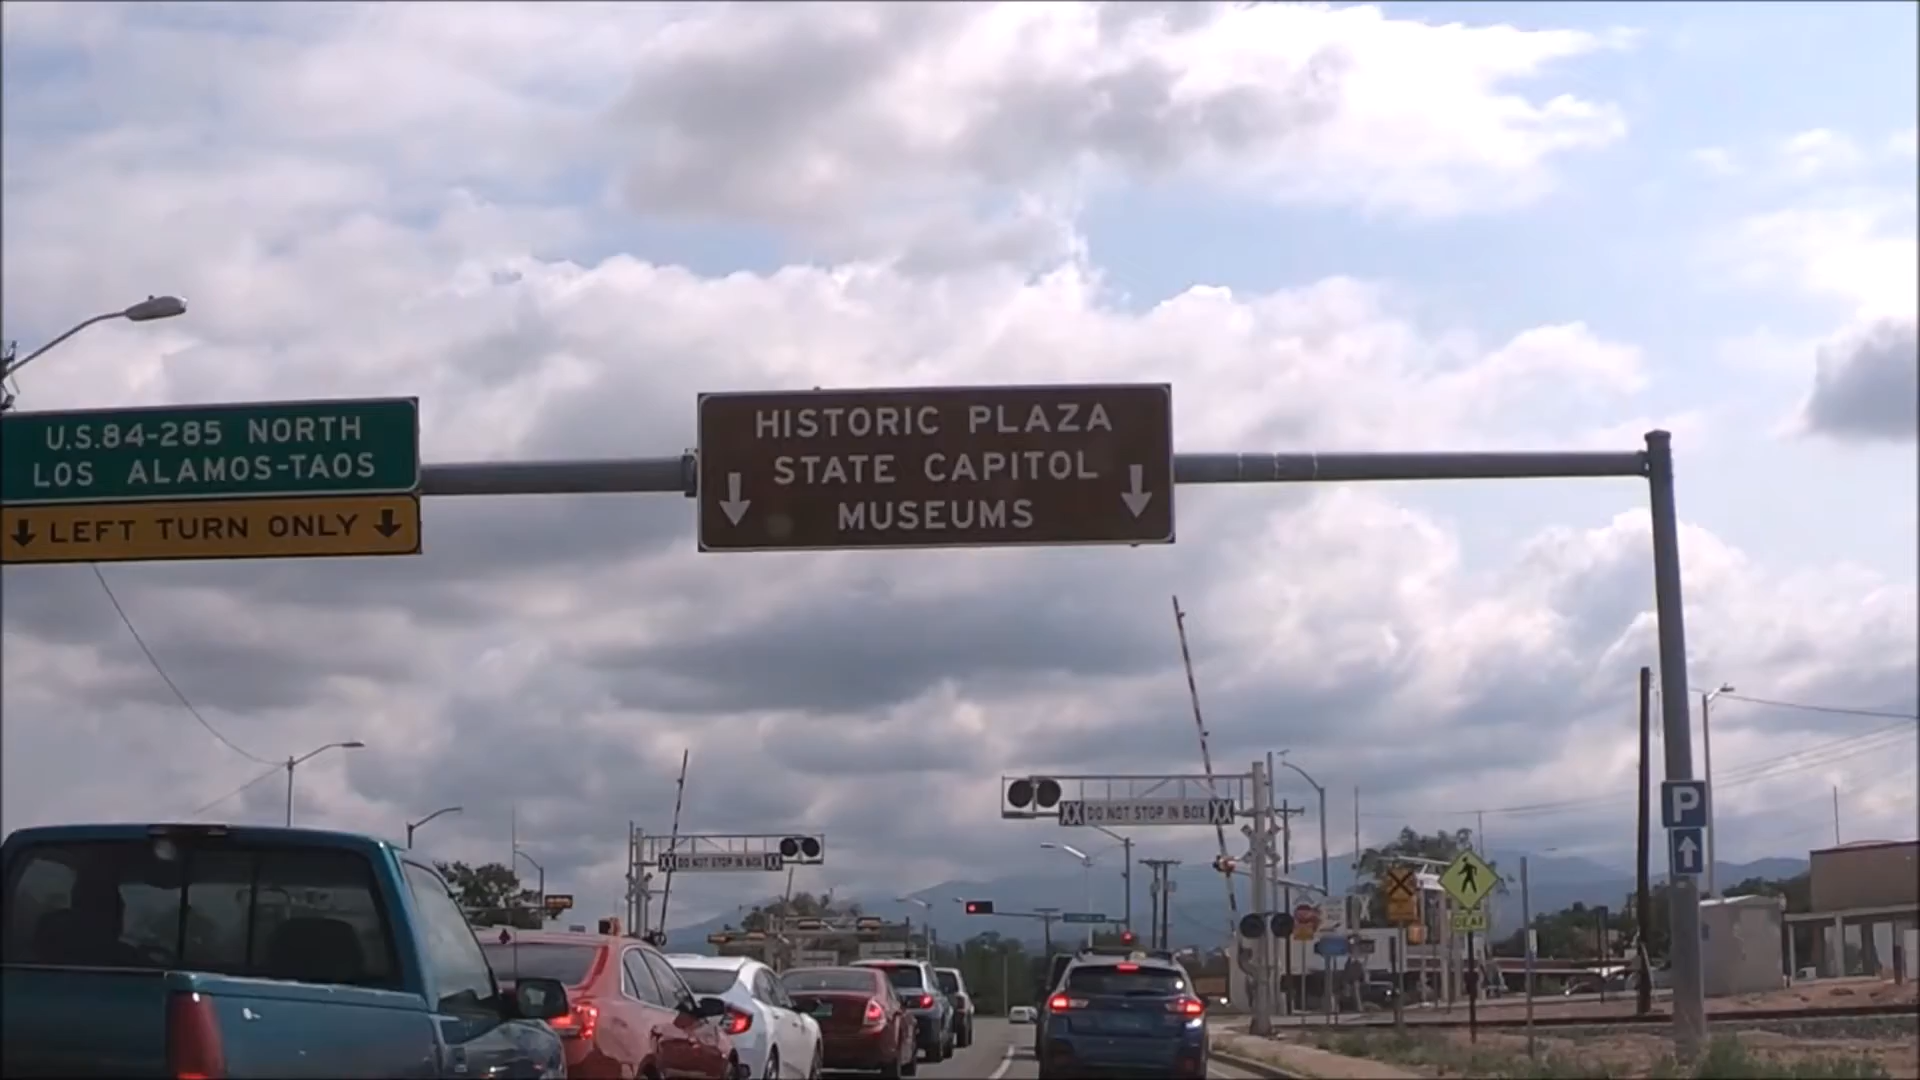 U.S.84-285 NORTH
LOS ALAMOS-TAOS
LEFT TURN ONLY
HISTORIC PLAZA
STATE CAPITOL
MUSEUMS
DO NOT STOP IN BOX
DO NOT STOP IN BOX
P
DEAF